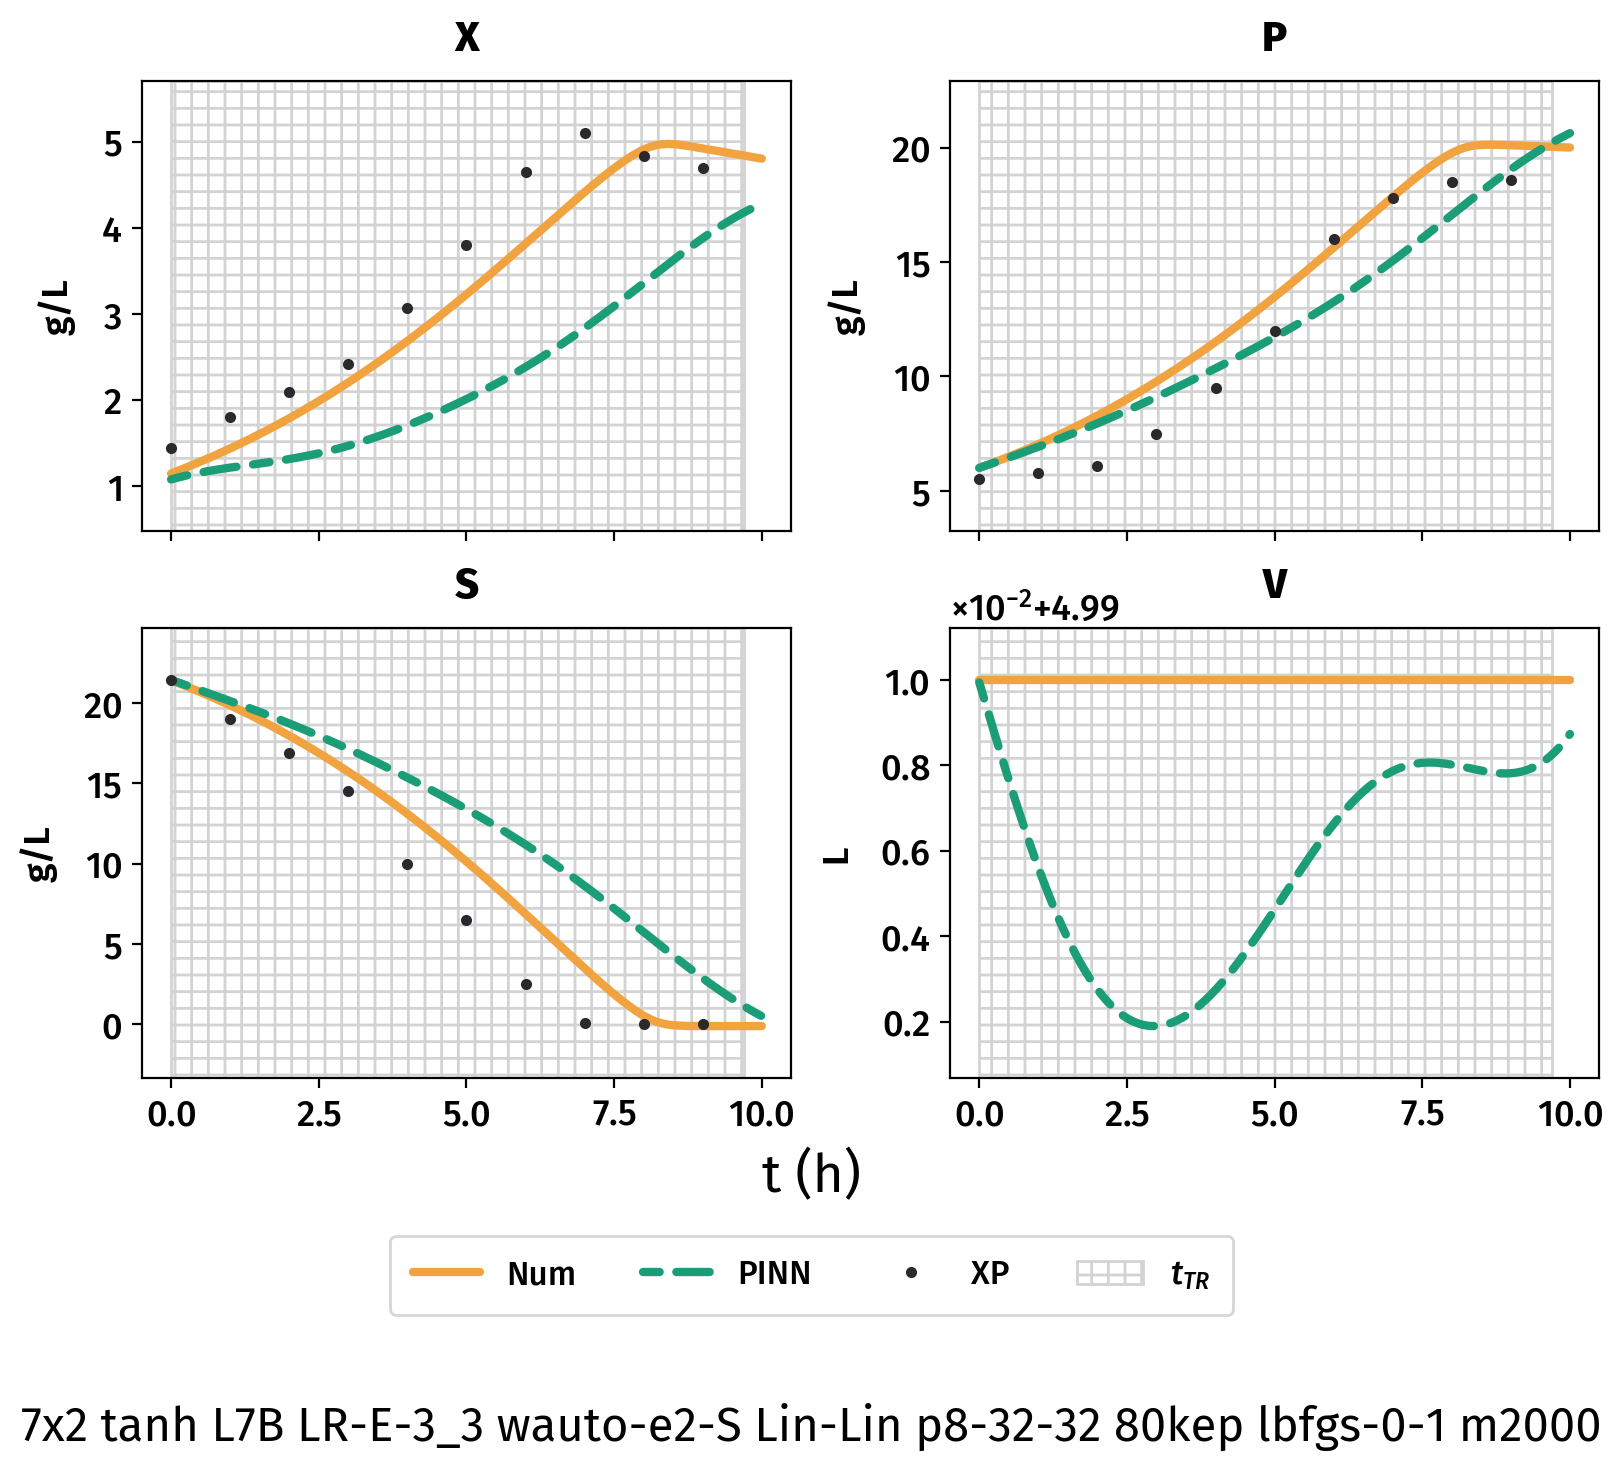 X
P
g/L
5
4
3
2
1
g/L
20
15
10
5
S
V
×10⁻²+4.99
g/L
20
15
10
5
0
L
1.0
0.8
0.6
0.4
0.2
0.0 2.5 5.0 7.5 10.0
0.0 2.5 5.0 7.5 10.0
t (h)
Num PINN XP t_TR
7x2 tanh L7B LR-E-3_3 wauto-e2-S Lin-Lin p8-32-32 80kep lbfgs-0-1 m2000